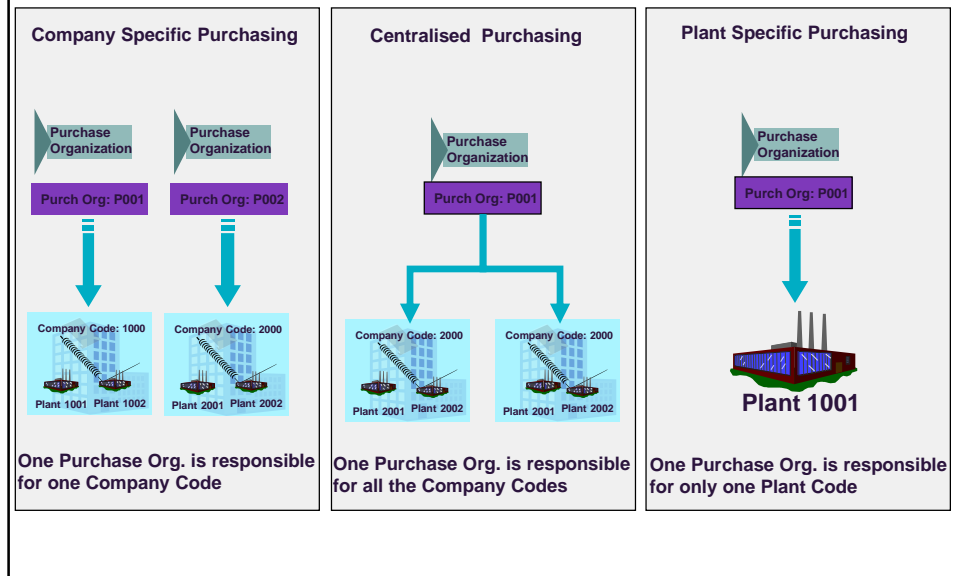 Company Specific Purchasing
Purchase
Organization
Purchase
Organization
Purch Org: P001
Purch Org: P002
Company Code: 1000
Company Code: 2000
Plant 1001
Plant 1002
Plant 2001
Plant 2002
One Purchase Org. is responsible
for one Company Code
Centralised Purchasing
Purchase
Organization
Purch Org: P001
Company Code: 2000
Company Code: 2000
Plant 2001
Plant 2002
Plant 2001
Plant 2002
One Purchase Org. is responsible
for all the Company Codes
Plant Specific Purchasing
Purchase
Organization
Purch Org: P001
Plant 1001
One Purchase Org. is responsible
for only one Plant Code